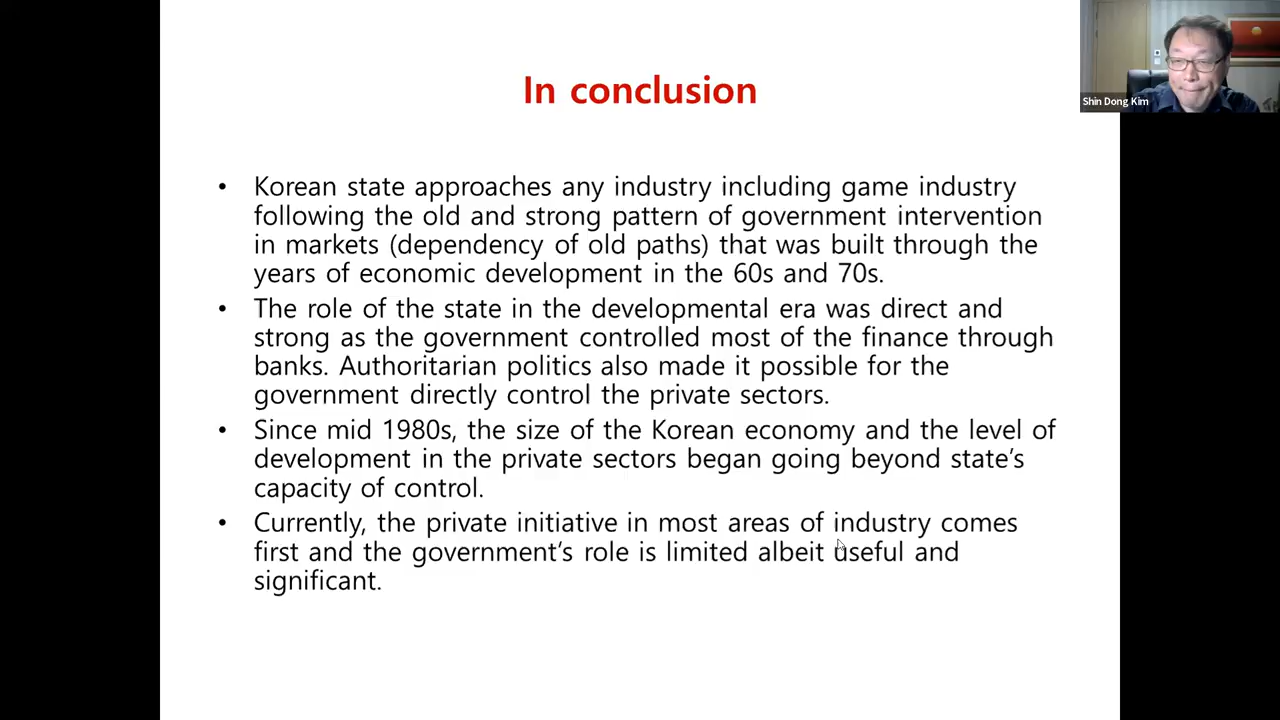 In conclusion
Shin Dong Kim
• Korean state approaches any industry including game industry
following the old and strong pattern of government intervention
in markets (dependency of old paths) that was built through the
years of economic development in the 60s and 70s.
• The role of the state in the developmental era was direct and
strong as the government controlled most of the finance through
banks. Authoritarian politics also made it possible for the
government directly control the private sectors.
• Since mid 1980s, the size of the Korean economy and the level of
development in the private sectors began going beyond state's
capacity of control.
• Currently, the private initiative in most areas of industry comes
first and the government's role is limited albeit useful and
significant.